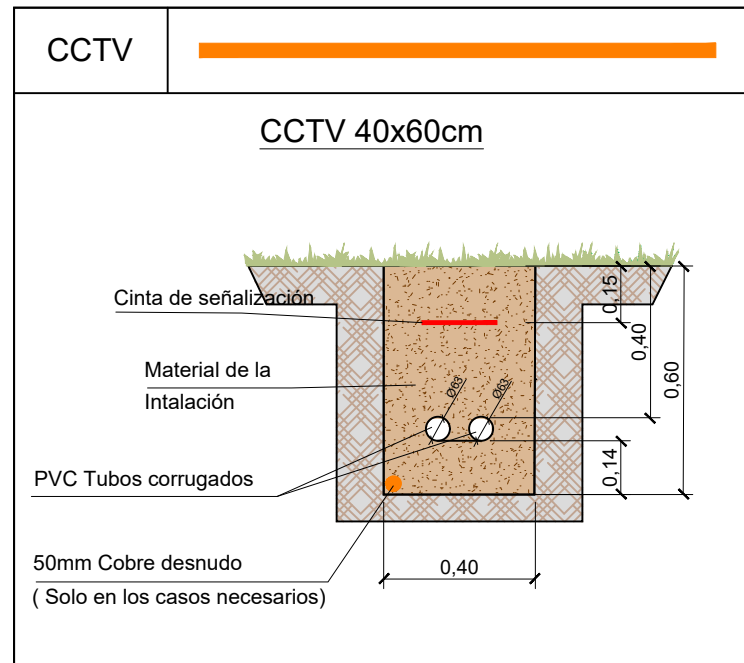 CCTV
CCTV 40x60cm
Cinta de señalización
Material de la
Intalación
PVC Tubos corrugados
50mm Cobre desnudo
( Solo en los casos necesarios)
Ø63
Ø63
0,15
0,40
0,60
0,14
0,40